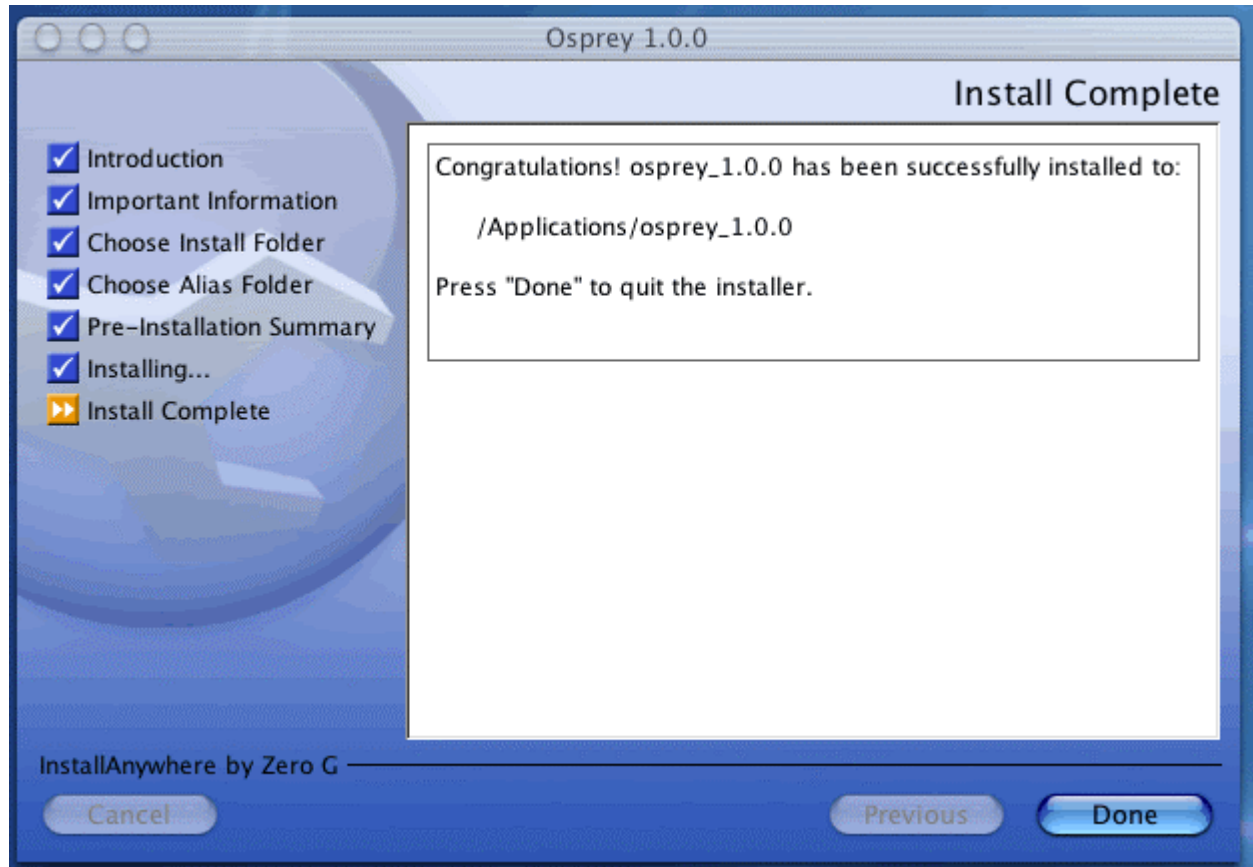 Osprey 1.0.0
Install Complete
Introduction
Important Information
Choose Install Folder
Choose Alias Folder
Pre-Installation Summary
Installing...
Install Complete
Congratulations! osprey_1.0.0 has been successfully installed to:
/Applications/osprey_1.0.0
Press "Done" to quit the installer.
InstallAnywhere by Zero G
Cancel
Previous
Done